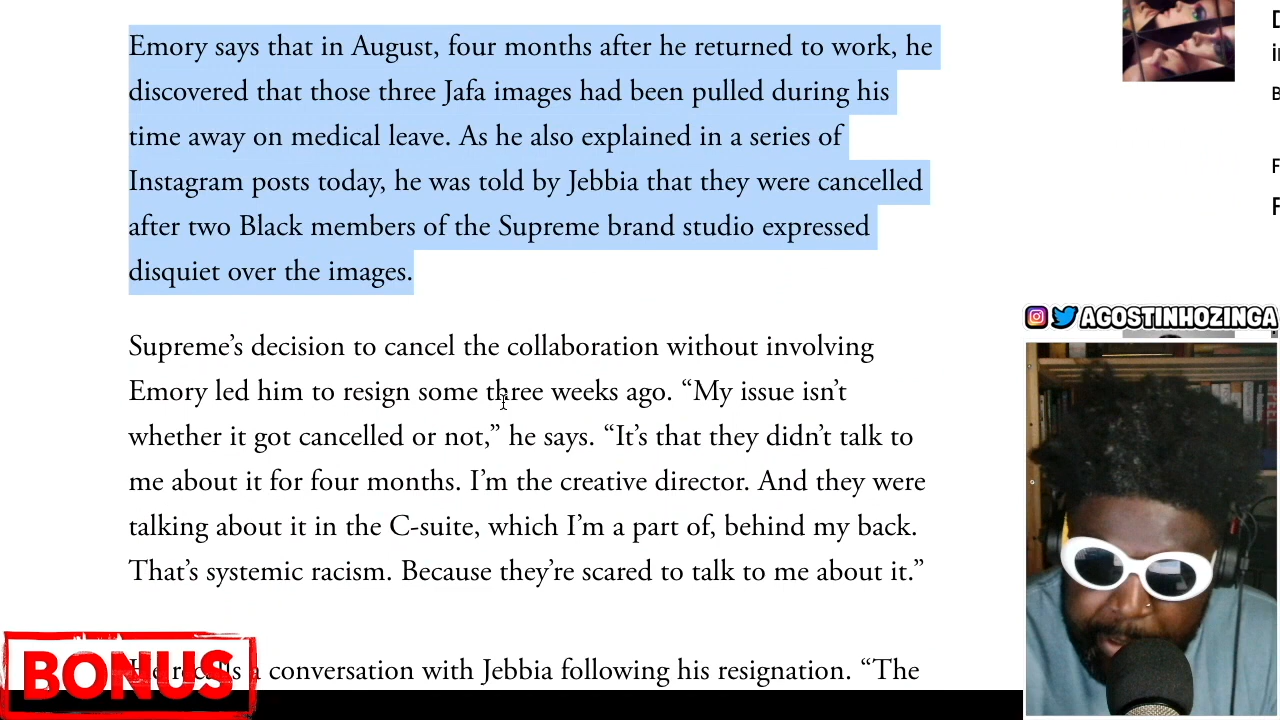 Emory says that in August, four months after he returned to work, he
discovered that those three Jafa images had been pulled during his
time away on medical leave. As he also explained in a series of
Instagram posts today, he was told by Jebbia that they were cancelled
after two Black members of the Supreme brand studio expressed
disquiet over the images.
Supreme’s decision to cancel the collaboration without involving
Emory led him to resign some three weeks ago. “My issue isn’t
whether it got cancelled or not,” he says. “It’s that they didn’t talk to
me about it for four months. I’m the creative director. And they were
talking about it in the C-suite, which I’m a part of, behind my back.
That’s systemic racism. Because they’re scared to talk to me about it.”
a conversation with Jebbia following his resignation. “The
BONUS
AGOSTINHOZINGA